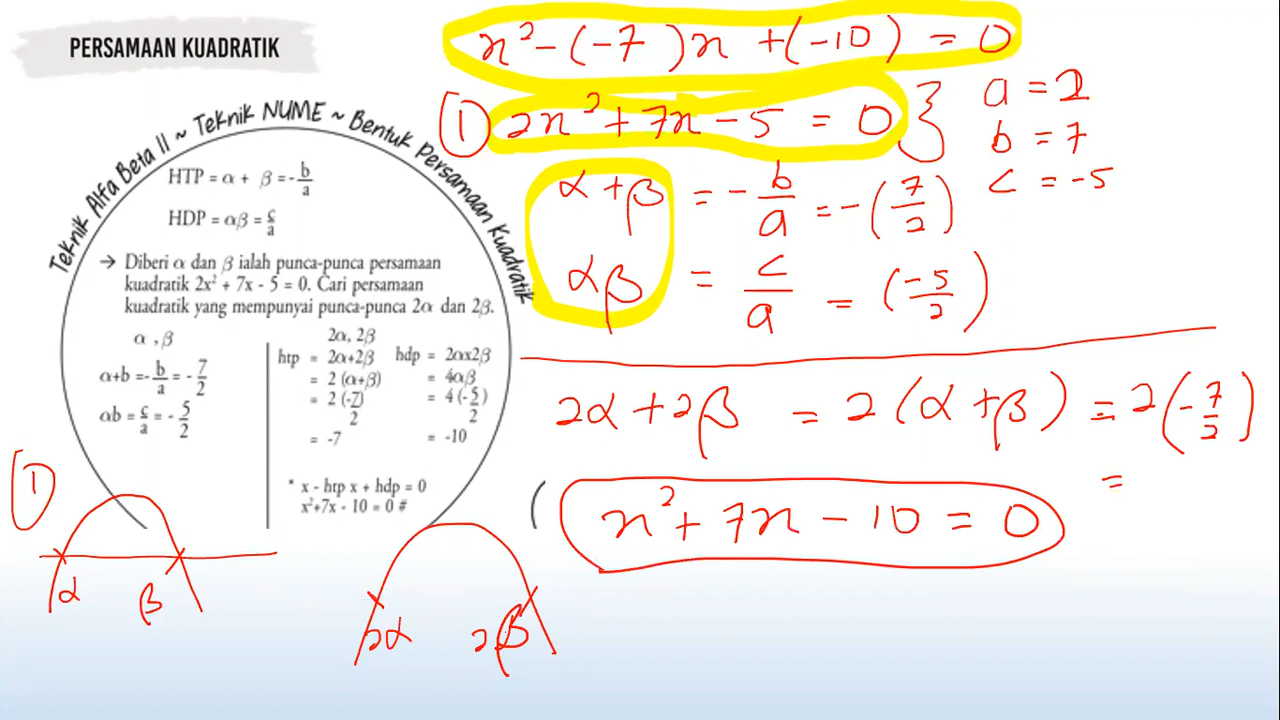 PERSAMAAN KUADRATIK
Teknik Alfa Beta II ~ Teknik NUME ~ Bentuk Persamaan Kuadratik
HTP = α + β = - b/a
HDP = αβ = c/a
→ Diberi α dan β ialah punca-punca persamaan
kuadratik 2x² + 7x - 5 = 0. Cari persamaan
kuadratik yang mempunyai punca-punca 2α dan 2β.
α , β
α+b = - b/a = - 7/2
αb = c/a = - 5/2
2α, 2β
htp = 2α+2β
= 2 (α+β)
= 2 (-7)/2
= -7
hdp = 2αx2β
= 4αβ
= 4 (-5)/2
= -10
* x - htp x + hdp = 0
x²+7x - 10 = 0 #
x² - (-7)x + (-10) = 0
① 2x² + 7x - 5 = 0 }
a = 2
b = 7
c = -5
α + β = - b/a = - (7/2)
αβ = c/a = (-5/2)
2α + 2β = 2(α + β) = 2(-7/2)
=
( x² + 7x - 10 = 0
①
α β
2α 2β